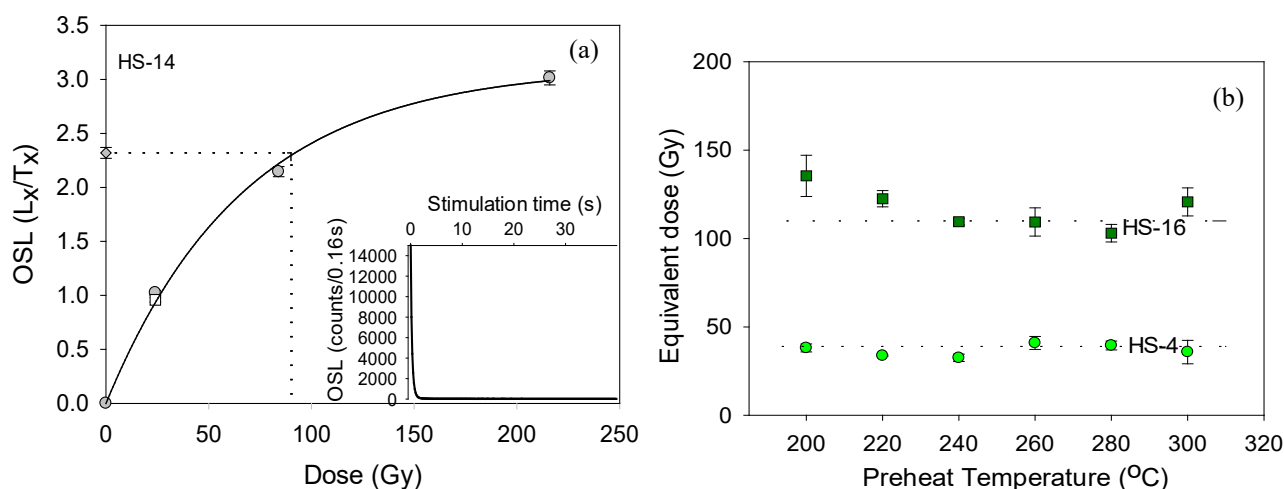 (a)
HS-14
OSL (Lx/Tx)
3.5
3.0
2.5
2.0
1.5
1.0
0.5
0.0
0 50 100 150 200 250
Dose (Gy)
Stimulation time (s)
0 10 20 30
OSL (counts/0.16s)
14000
12000
10000
8000
6000
4000
2000
0
(b)
Equivalent dose (Gy)
200
150
100
50
0
HS-16
HS-4
200 220 240 260 280 300 320
Preheat Temperature (ᴼC)